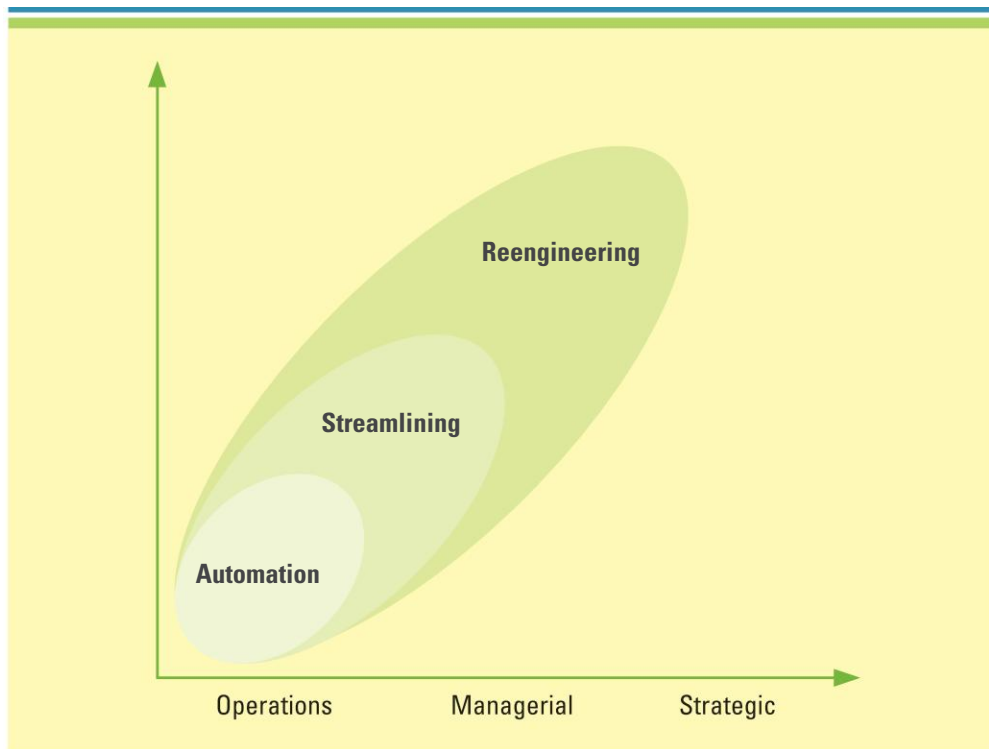 Reengineering
Streamlining
Automation
Operations Managerial Strategic